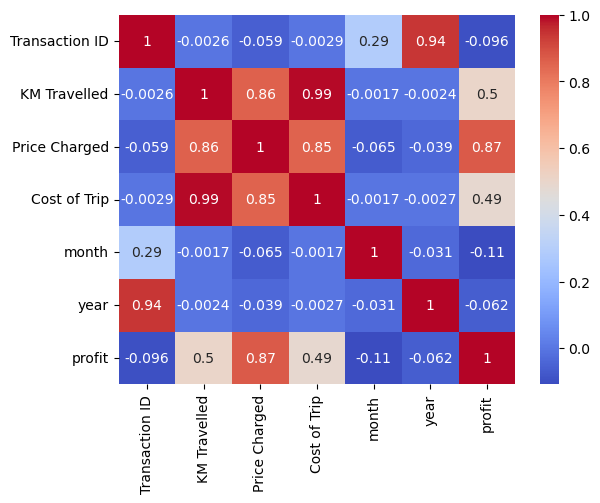 Transaction ID 1 -0.0026 -0.059 -0.0029 0.29 0.94 -0.096
KM Travelled -0.0026 1 0.86 0.99 -0.0017 -0.0024 0.5
Price Charged -0.059 0.86 1 0.85 -0.065 -0.039 0.87
Cost of Trip -0.0029 0.99 0.85 1 -0.0017 -0.0027 0.49
month 0.29 -0.0017 -0.065 -0.0017 1 -0.031 -0.11
year 0.94 -0.0024 -0.039 -0.0027 -0.031 1 -0.062
profit -0.096 0.5 0.87 0.49 -0.11 -0.062 1
Transaction ID
KM Travelled
Price Charged
Cost of Trip
month
year
profit
1.0
0.8
0.6
0.4
0.2
0.0